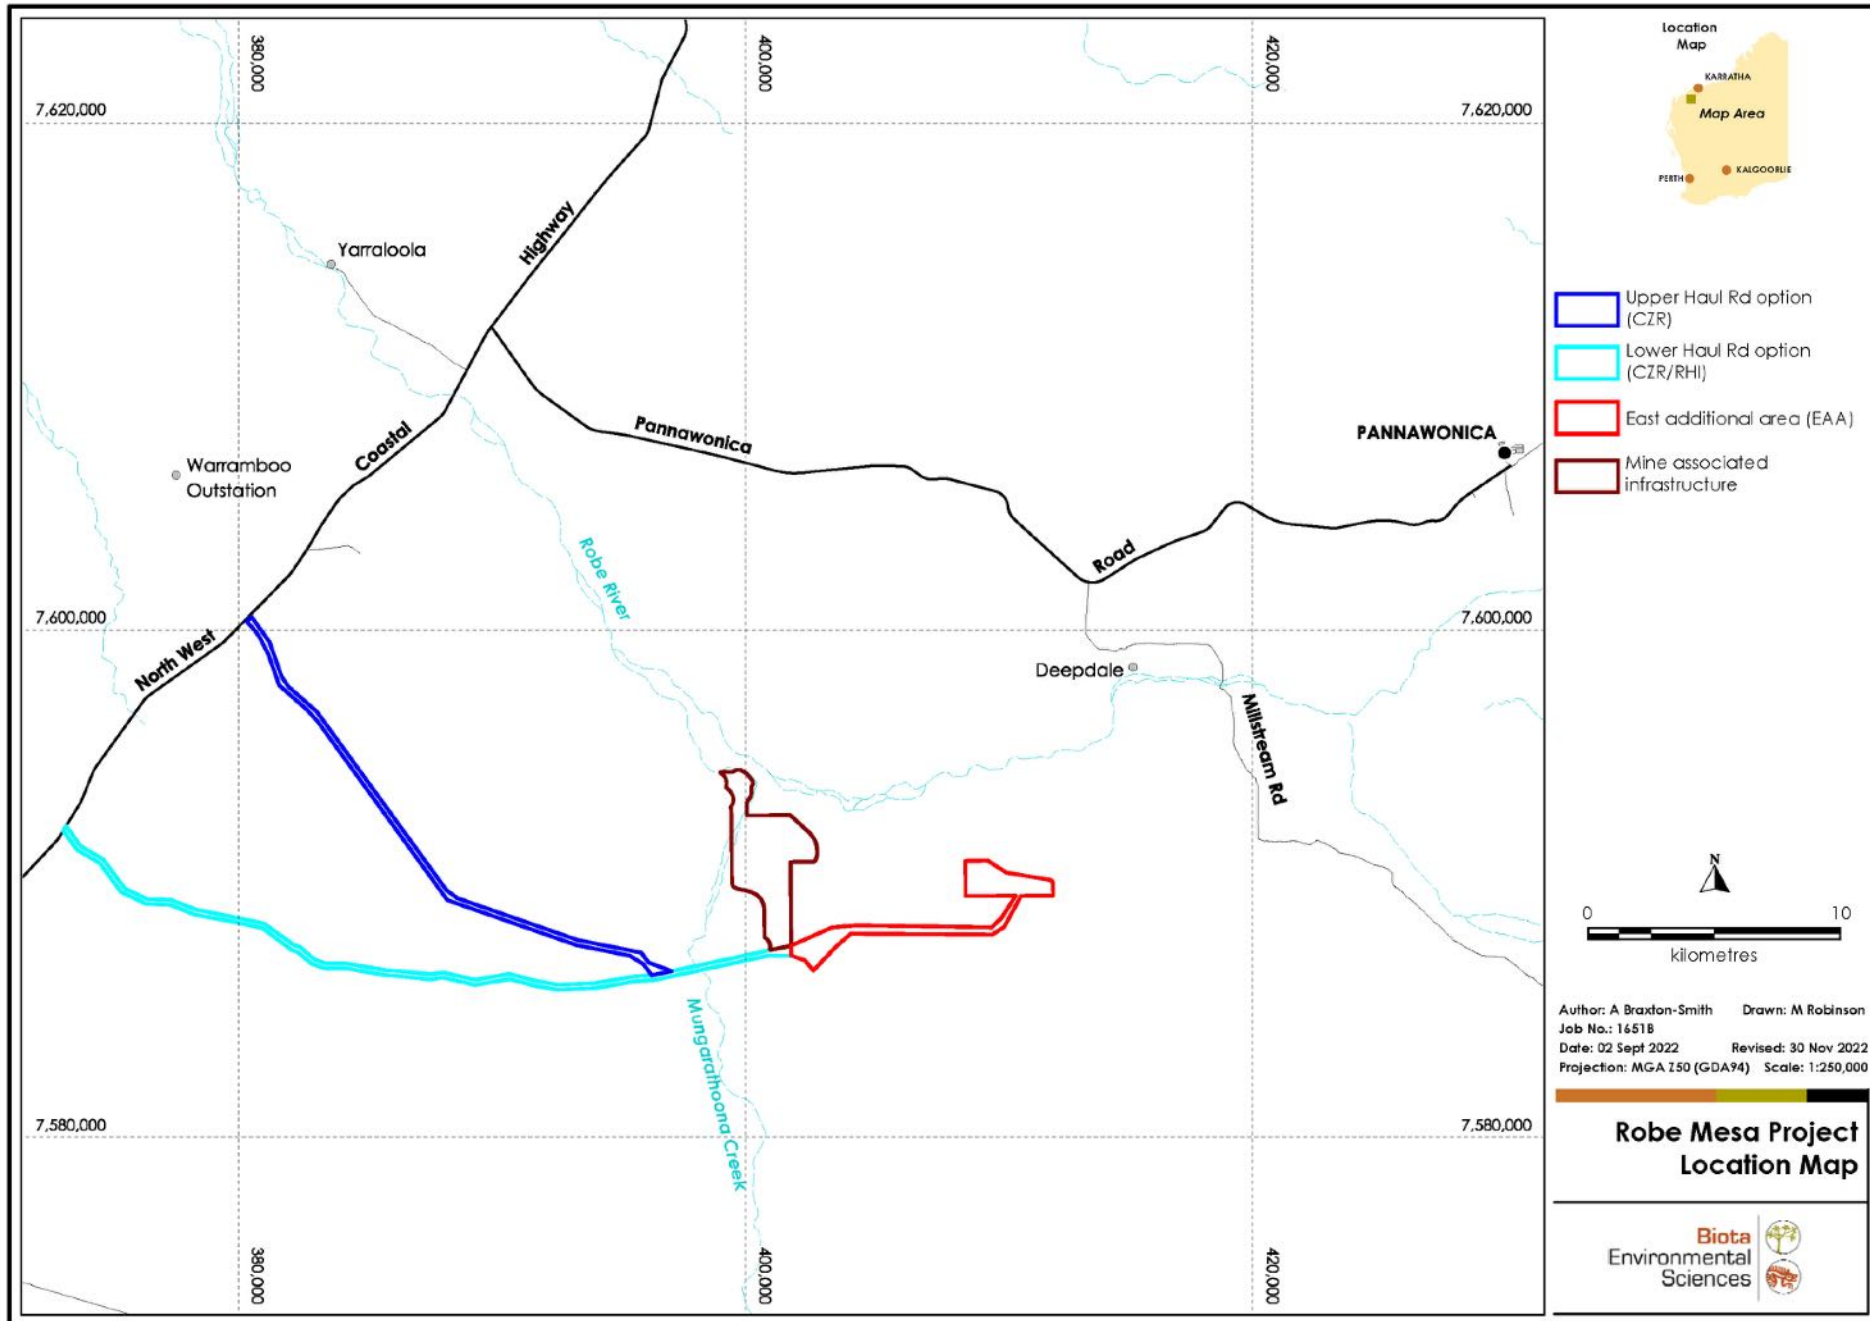 380,000
400,000
420,000
7,620,000
7,620,000
Highway
Yarraloola
Coastal
Warramboo
Outstation
Pannawonica
PANNAWONICA
Road
Robe River
7,600,000
7,600,000
North West
Deepdale
Millstream Rd
Mungarathoona Creek
7,580,000
7,580,000
380,000
400,000
420,000
Location
Map
KARRATHA
Map Area
KALGOORLIE
PERTH
Upper Haul Rd option
(CZR)
Lower Haul Rd option
(CZR/RHI)
East additional area (EAA)
Mine associated
infrastructure
N
0 10
kilometres
Author: A Braxton-Smith Drawn: M Robinson
Job No.: 1651B
Date: 02 Sept 2022 Revised: 30 Nov 2022
Projection: MGA Z50 (GDA94) Scale: 1:250,000
Robe Mesa Project
Location Map
Biota
Environmental
Sciences